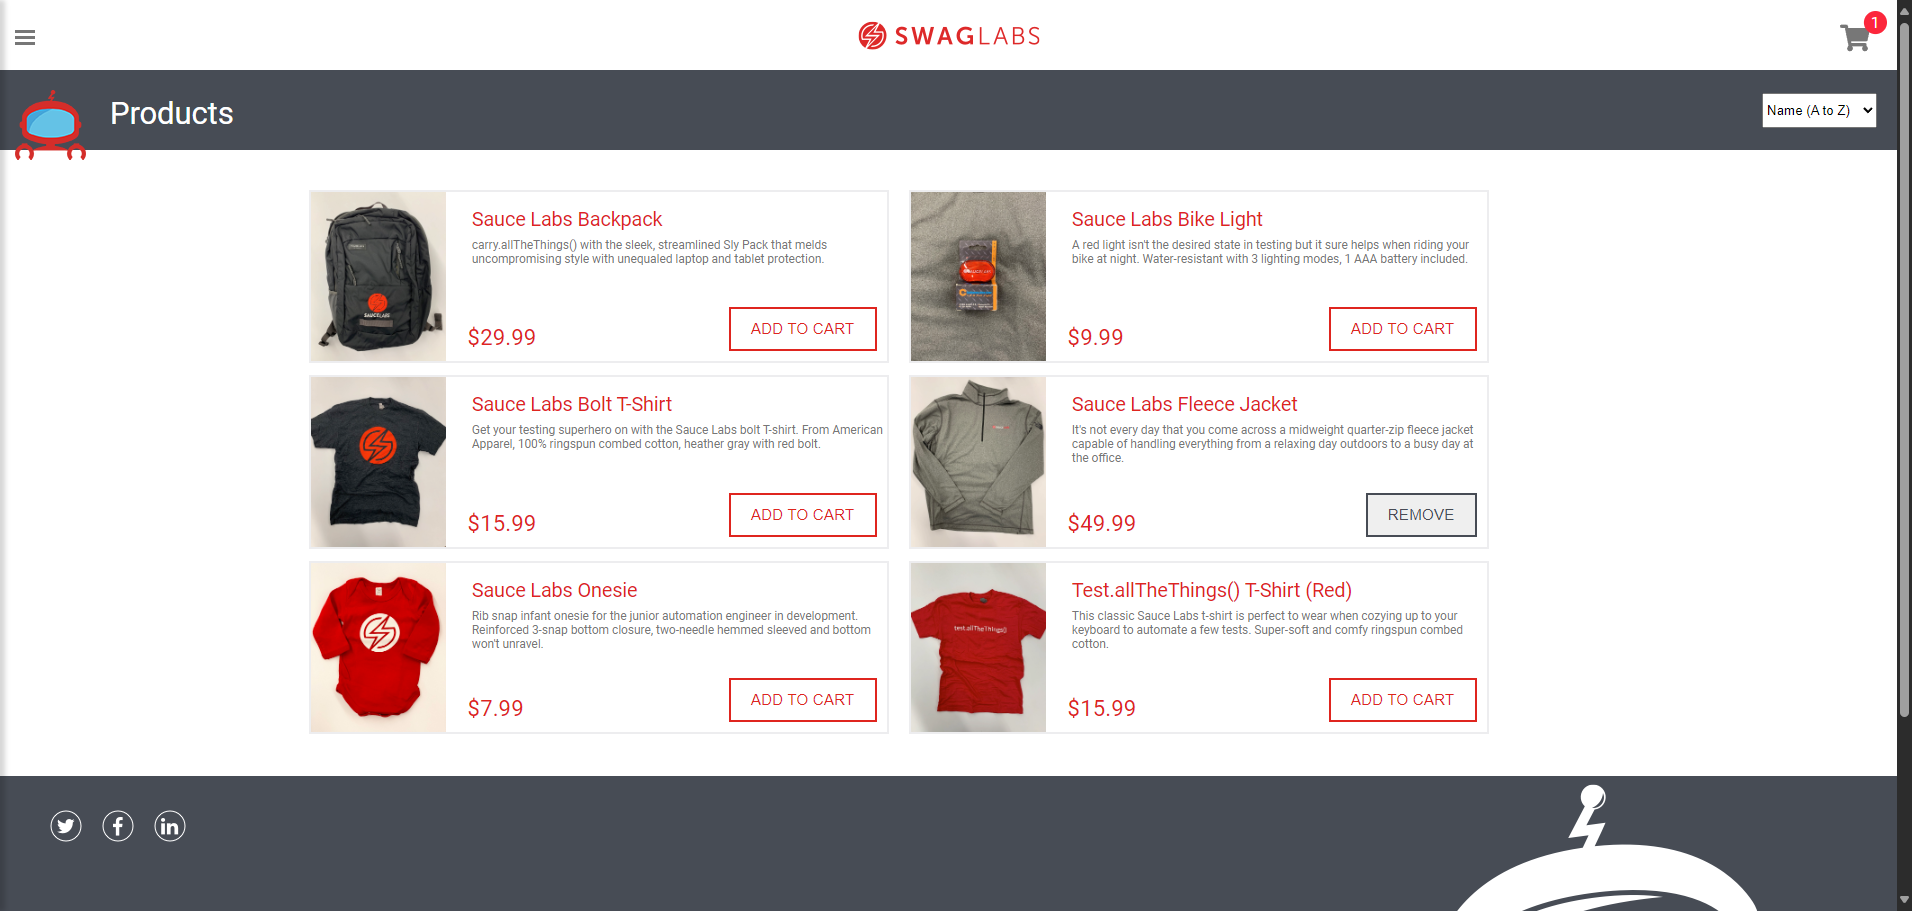 SWAGLABS
1
Products
Name (A to Z)
Sauce Labs Backpack
carry.allTheThings() with the sleek, streamlined Sly Pack that melds
uncompromising style with unequaled laptop and tablet protection.
$29.99
ADD TO CART
SAUCELABS
Sauce Labs Bike Light
A red light isn't the desired state in testing but it sure helps when riding your
bike at night. Water-resistant with 3 lighting modes, 1 AAA battery included.
$9.99
ADD TO CART
Sauce Labs Bolt T-Shirt
Get your testing superhero on with the Sauce Labs bolt T-shirt. From American
Apparel, 100% ringspun combed cotton, heather gray with red bolt.
$15.99
ADD TO CART
Sauce Labs Fleece Jacket
It's not every day that you come across a midweight quarter-zip fleece jacket
capable of handling everything from a relaxing day outdoors to a busy day at
the office.
$49.99
REMOVE
Sauce Labs Onesie
Rib snap infant onesie for the junior automation engineer in development.
Reinforced 3-snap bottom closure, two-needle hemmed sleeved and bottom
won't unravel.
$7.99
ADD TO CART
test.allTheThings()
Test.allTheThings() T-Shirt (Red)
This classic Sauce Labs t-shirt is perfect to wear when cozying up to your
keyboard to automate a few tests. Super-soft and comfy ringspun combed
cotton.
$15.99
ADD TO CART